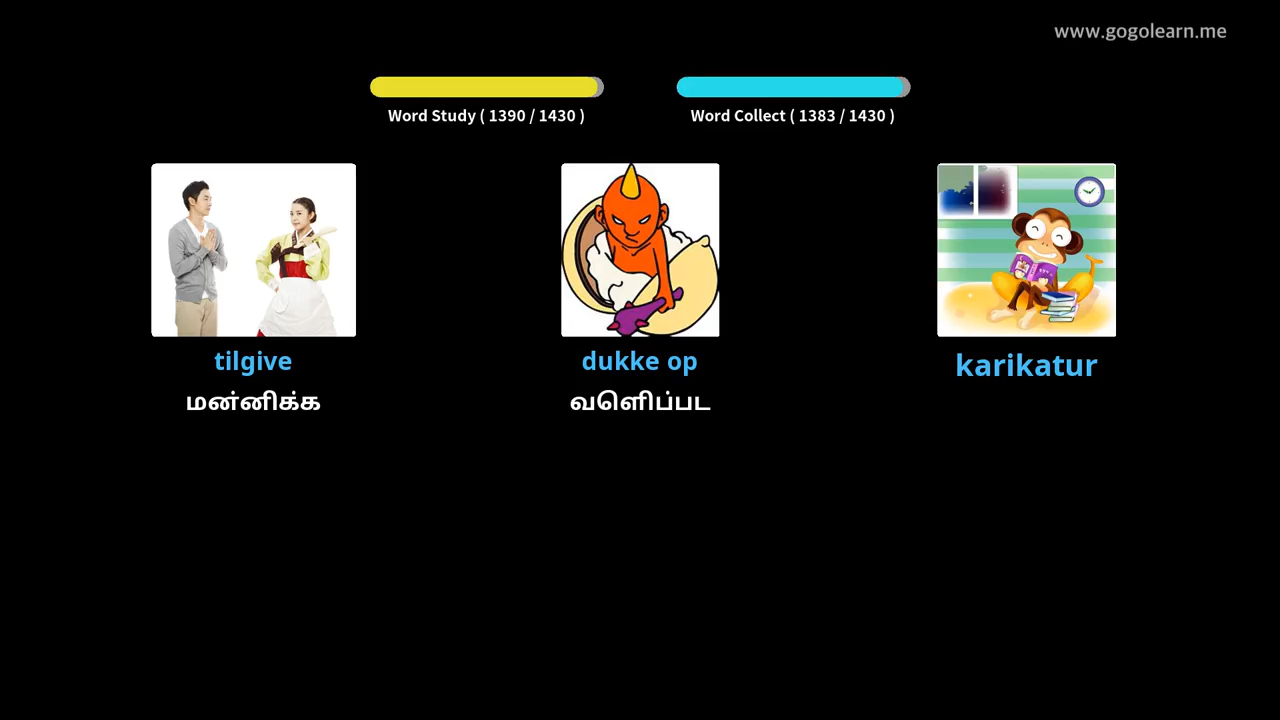 www.gogolearn.me
Word Study ( 1390 / 1430 )
Word Collect ( 1383 / 1430 )
tilgive
dukke op
karikatur
மன்னிக்க
வெளிப்பட